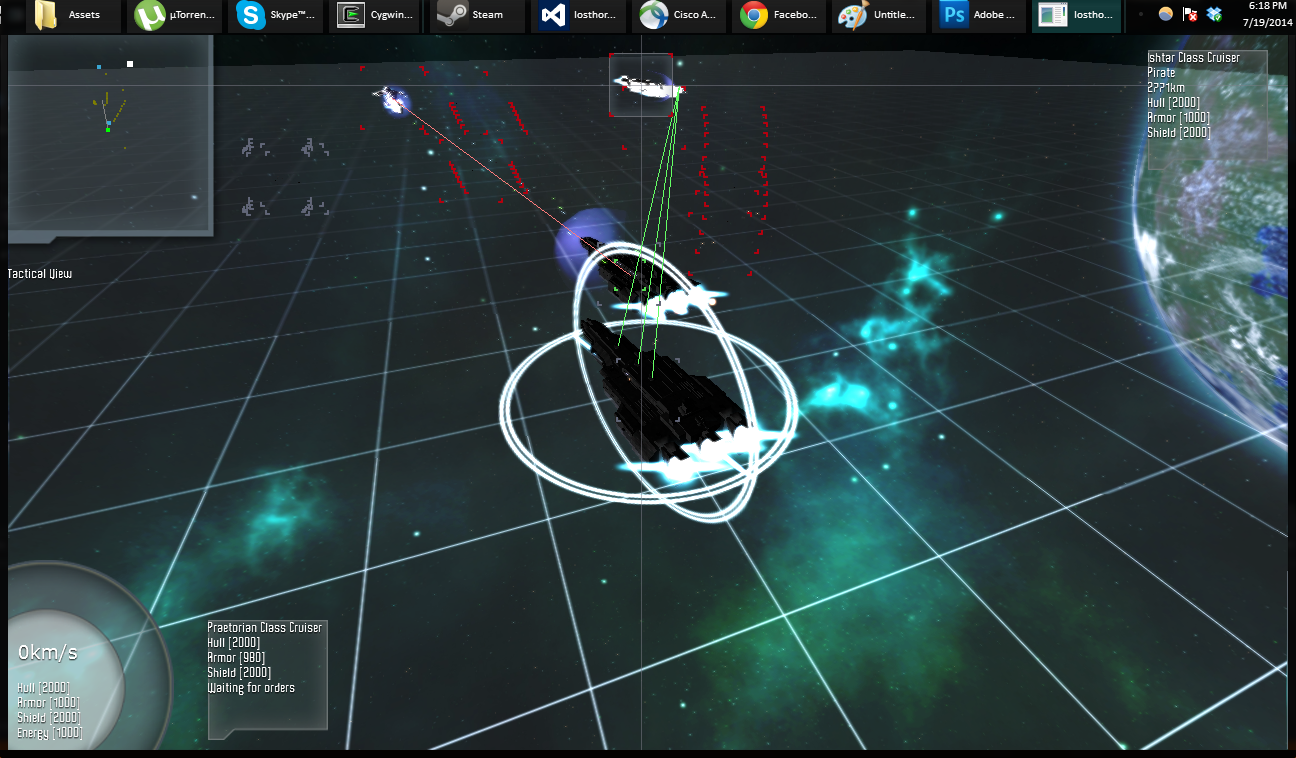 Assets
µTorren...
Skype™...
Cygwin...
Steam
losthor...
Cisco A...
Facebo...
Untitle...
Ps
Adobe ...
lostho...
6:18 PM
7/19/2014
Ishtar Class Cruiser
Pirate
2771km
Hull [2000]
Armor [1000]
Shield [2000]
Tactical View
Praetorian Class Cruiser
Hull [2000]
Armor [980]
Shield [2000]
Waiting for orders
0km/s
Hull [2000]
Armor [1000]
Shield [2000]
Energy [1000]